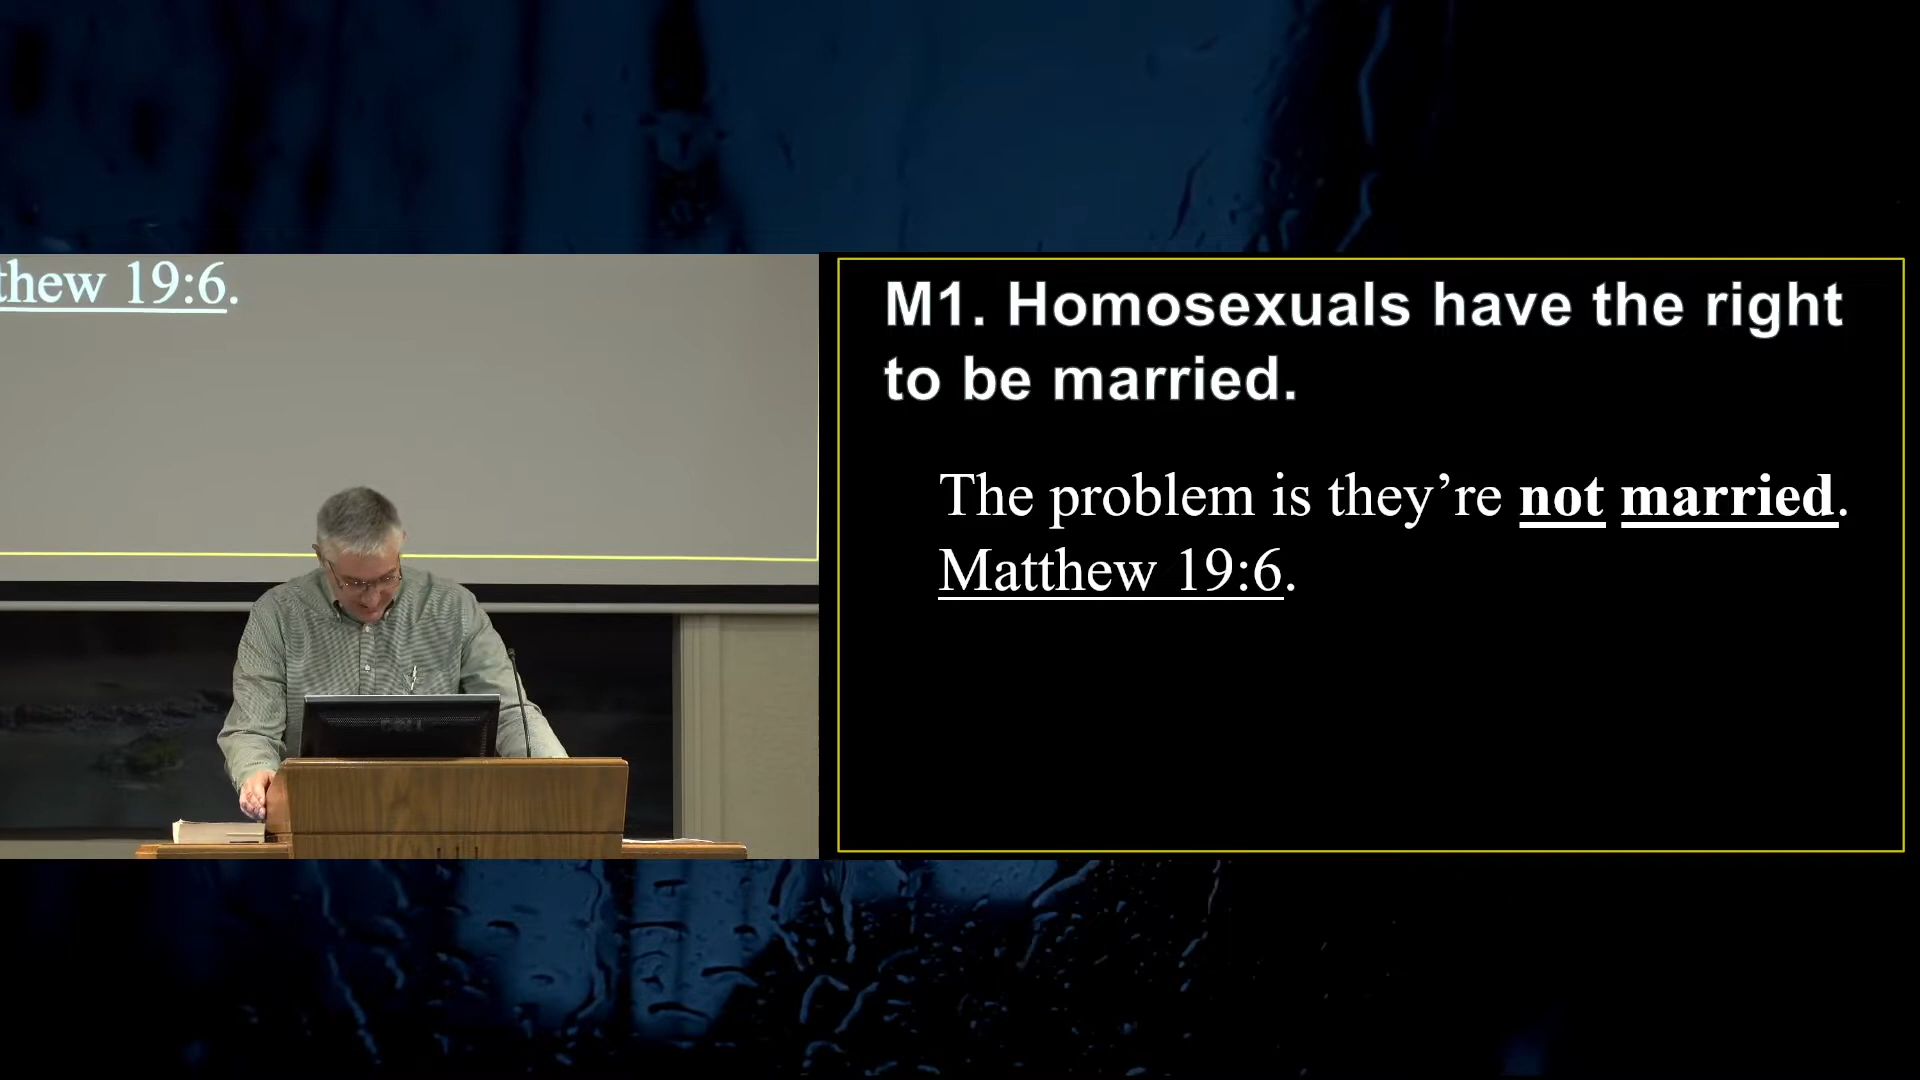 thew 19:6.
M1. Homosexuals have the right
to be married.
The problem is they’re not married.
Matthew 19:6.
DELL